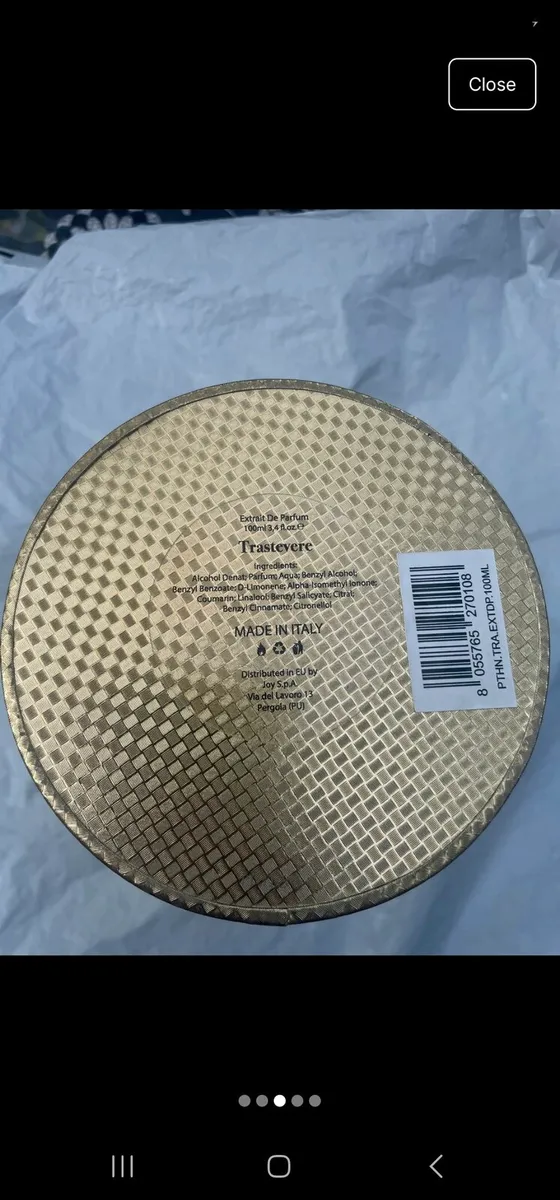 Close
Extrait De Parfum
100ml 3,4 fl.oz.℮
Trastevere
Ingredients:
Alcohol Denat; Parfum; Aqua; Benzyl Alcohol;
Benzyl Benzoate; D-Limonene; Alpha-Isomethyl Ionone;
Coumarin; Linalool; Benzyl Salicyate; Citral;
Benzyl Cinnamate; Citronellol
MADE IN ITALY
Distributed in EU by
Joy S.p.A.
Via del Lavoro 13
Pergola (PU)
8 055765 270108
PTHN.TRA.EXTDP.100ML